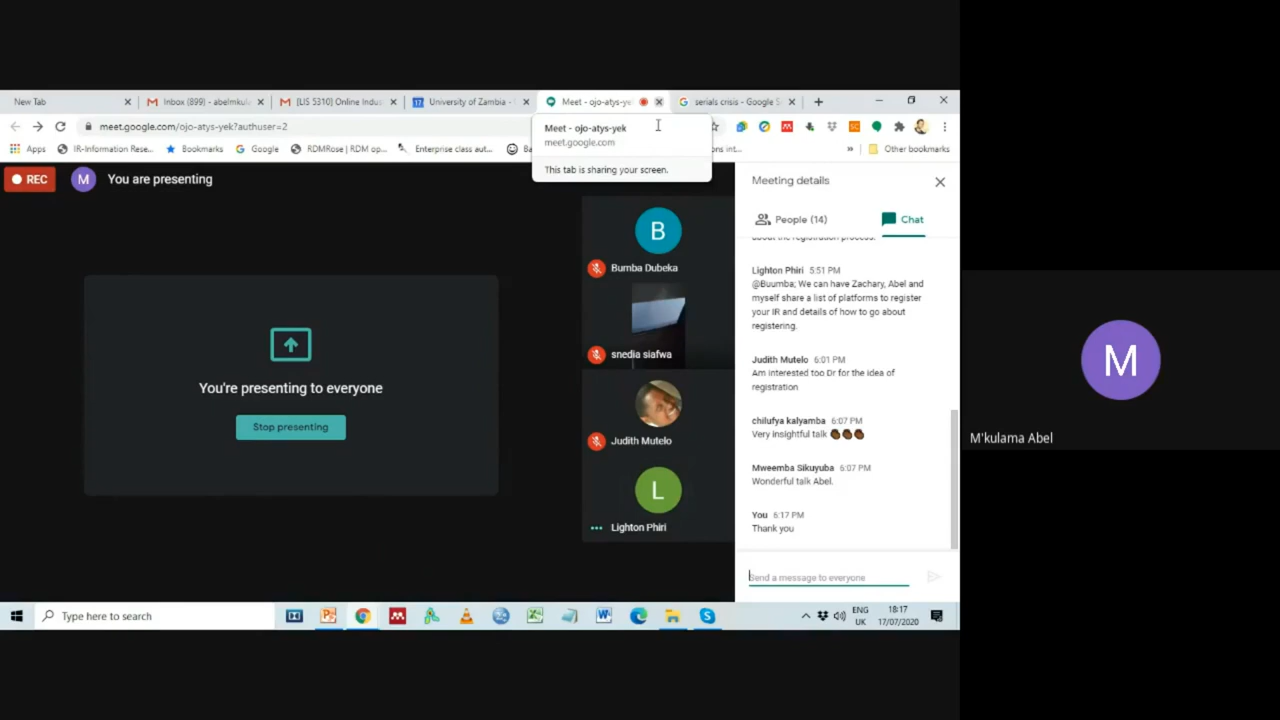 New Tab
Inbox (899) - abelmkul
[LIS 5310] Online Indu
University of Zambia -
Meet - ojo-atys-ye
serials crisis - Google S
meet.google.com/ojo-atys-yek?authuser=2
Meet - ojo-atys-yek
meet.google.com
This tab is sharing your screen.
Apps
IR-Information Rese...
Bookmarks
Google
RDMRose | RDM op...
Enterprise class aut...
Other bookmarks
REC
M
You are presenting
You're presenting to everyone
Stop presenting
B
Bumba Dubeka
snedia siafwa
Judith Mutelo
L
Lighton Phiri
Meeting details
People (14)
Chat
about the registration process.
Lighton Phiri 5:51 PM
@Buumba; We can have Zachary, Abel and
myself share a list of platforms to register
your IR and details of how to go about
registering.
Judith Mutelo 6:01 PM
Am interested too Dr for the idea of
registration
chilufya kalyamba 6:07 PM
Very insightful talk
Mweemba Sikuyuba 6:07 PM
Wonderful talk Abel.
You 6:17 PM
Thank you
Send a message to everyone
M
M'kulama Abel
Type here to search
ENG
UK
18:17
17/07/2020